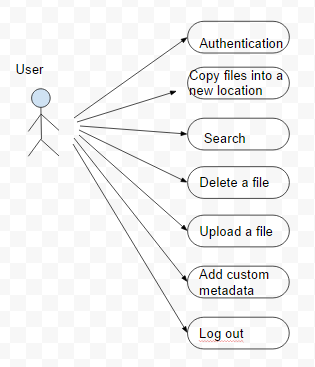 User
Authentication
Copy files into a
new location
Search
Delete a file
Upload a file
Add custom
metadata
Log out